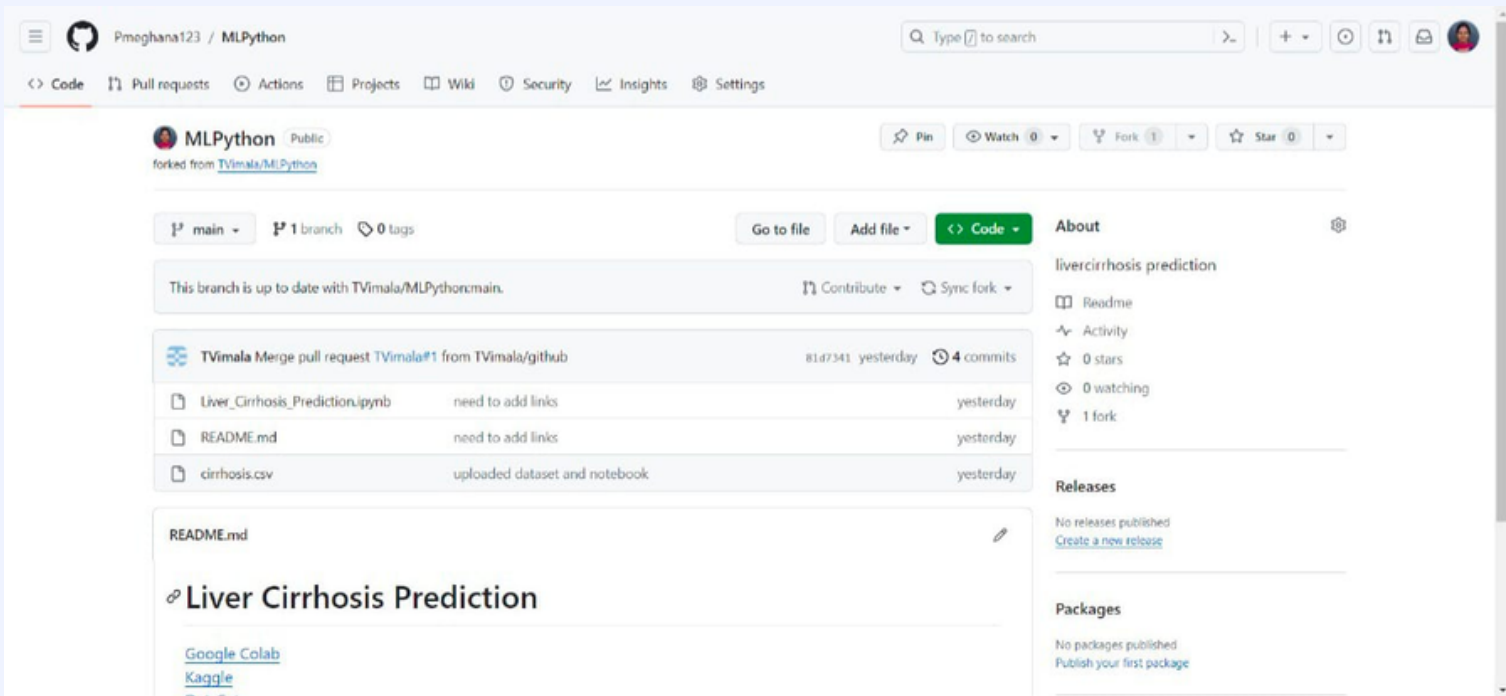 Pmoghana123 / MLPython
Type / to search
<> Code Pull requests Actions Projects Wiki Security Insights Settings
MLPython Public
Pin Watch 0 Fork 1 Star 0
forked from TVimala/MLPython
main 1 branch 0 tags Go to file Add file <> Code
This branch is up to date with TVimala/MLPython:main. Contribute Sync fork
TVimala Merge pull request TVimala#1 from TVimala/github 81d7341 yesterday 4 commits
Liver_Cirrhosis_Prediction.ipynb need to add links yesterday
README.md need to add links yesterday
cirrhosis.csv uploaded dataset and notebook yesterday
README.md
Liver Cirrhosis Prediction
Google Colab
Kaggle
About
livercirrhosis prediction
Readme
Activity
0 stars
0 watching
1 fork
Releases
No releases published
Create a new release
Packages
No packages published
Publish your first package